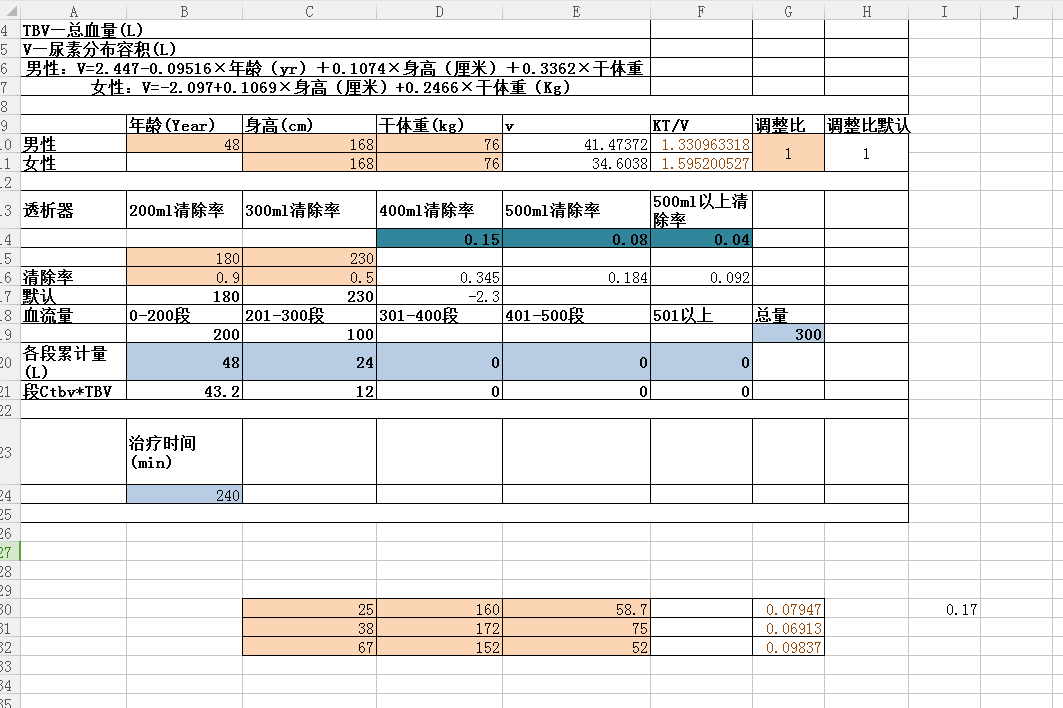 A B C D E F G H I J
4 TBV—总血量(L)
5 V—尿素分布容积(L)
6 男性：V=2.447-0.09516×年龄（yr）＋0.1074×身高（厘米）＋0.3362×干体重
7 女性：V=-2.097+0.1069×身高（厘米）+0.2466×干体重（Kg）
8
9 年龄(Year) 身高(cm) 干体重(kg) v KT/V 调整比 调整比默认
10 男性 48 168 76 41.47372 1.330963318 1 1
11 女性 168 76 34.6038 1.595200527
12
13 透析器 200ml清除率 300ml清除率 400ml清除率 500ml清除率 500ml以上清
除率
14 0.15 0.08 0.04
15 180 230
16 清除率 0.9 0.5 0.345 0.184 0.092
17 默认 180 230 -2.3
18 血流量 0-200段 201-300段 301-400段 401-500段 501以上 总量
19 200 100 300
20 各段累计量
(L) 48 24 0 0 0
21 段Ctbv*TBV 43.2 12 0 0 0
22
23 治疗时间
(min)
24 240
25
26
27
28
29
30 25 160 58.7 0.07947 0.17
31 38 172 75 0.06913
32 67 152 52 0.09837
33
34
35